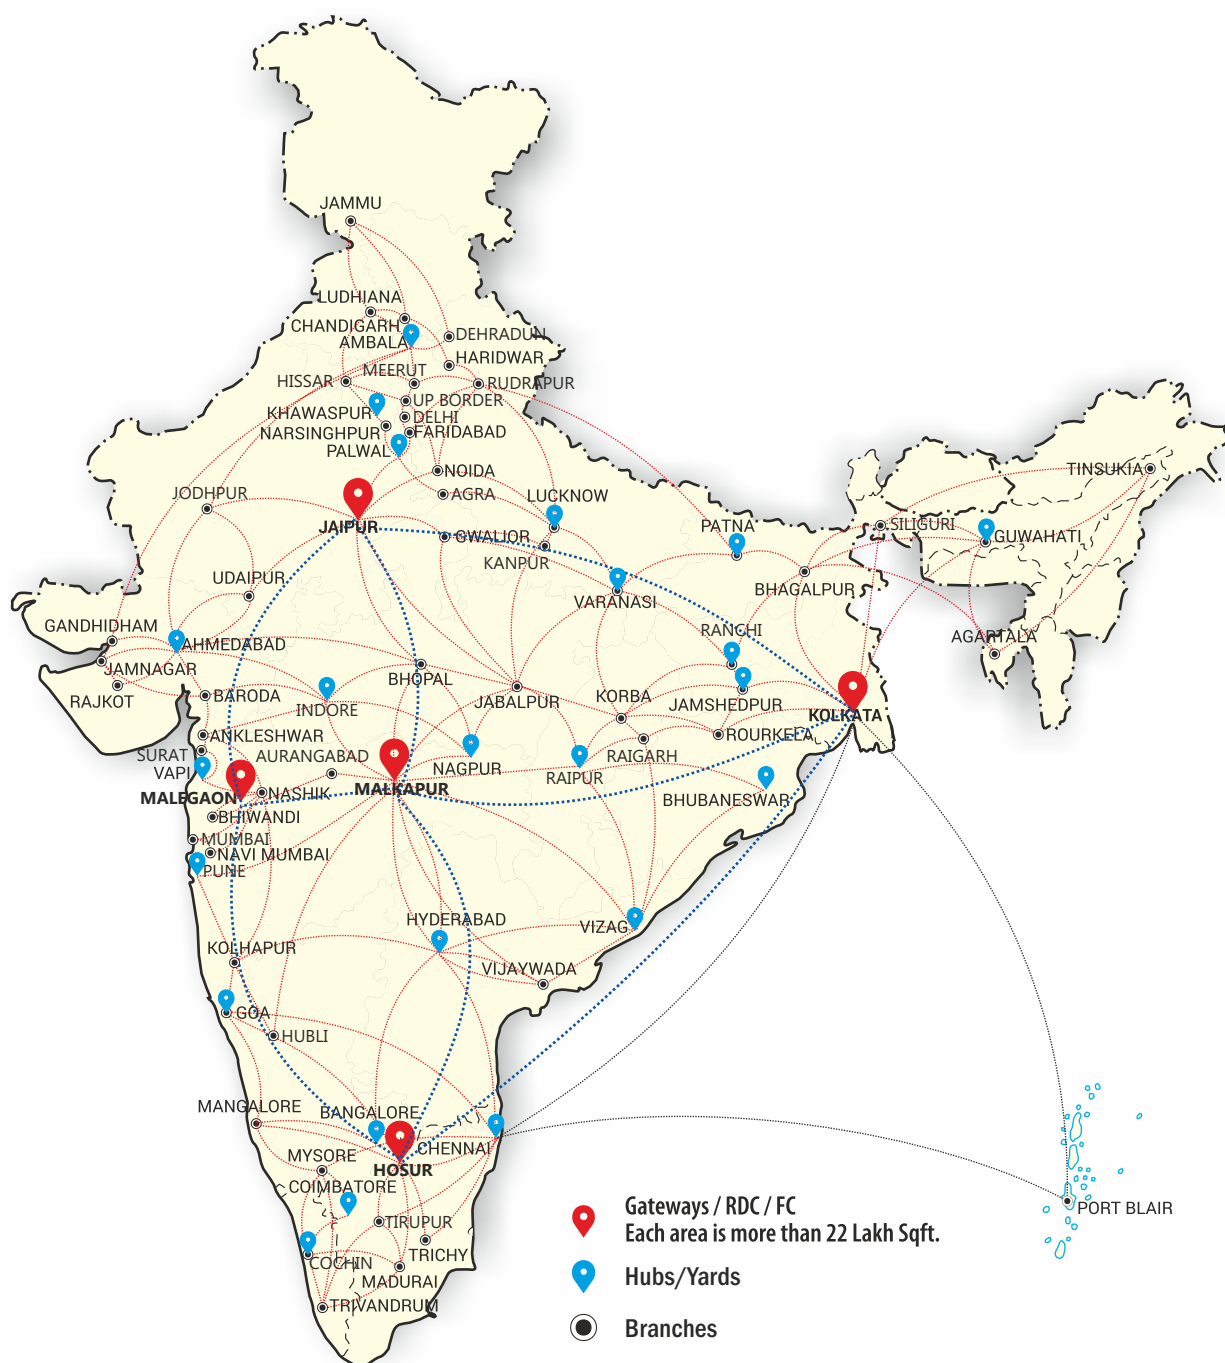 JAMMU
LUDHIANA
CHANDIGARH
AMBALA
DEHRADUN
HARIDWAR
MEERUT
HISSAR
RUDRAPUR
UP BORDER
KHAWASPUR
DELHI
NARSINGHPUR
FARIDABAD
PALWAL
NOIDA
TINSUKIA
JODHPUR
AGRA
LUCKNOW
JAIPUR
PATNA
SILIGURI
GWALIOR
GUWAHATI
KANPUR
UDAIPUR
BHAGALPUR
VARANASI
GANDHIDHAM
RANCHI
AGARTALA
AHMEDABAD
JAMNAGAR
BHOPAL
RAJKOT
BARODA
INDORE
JABALPUR
KORBA
JAMSHEDPUR
KOLKATA
ANKLESHWAR
ROURKELA
SURAT
AURANGABAD
RAIGARH
VAPI
NAGPUR
RAIPUR
MALEGAON
NASHIK
MALKAPUR
BHUBANESWAR
BHIWANDI
MUMBAI
NAVI MUMBAI
PUNE
HYDERABAD
VIZAG
KOLHAPUR
VIJAYWADA
GOA
HUBLI
MANGALORE
BANGALORE
CHENNAI
MYSORE
HOSUR
COIMBATORE
TIRUPUR
PORT BLAIR
TRICHY
COCHIN
MADURAI
TRIVANDRUM
Gateways / RDC / FC
Each area is more than 22 Lakh Sqft.
Hubs/Yards
Branches